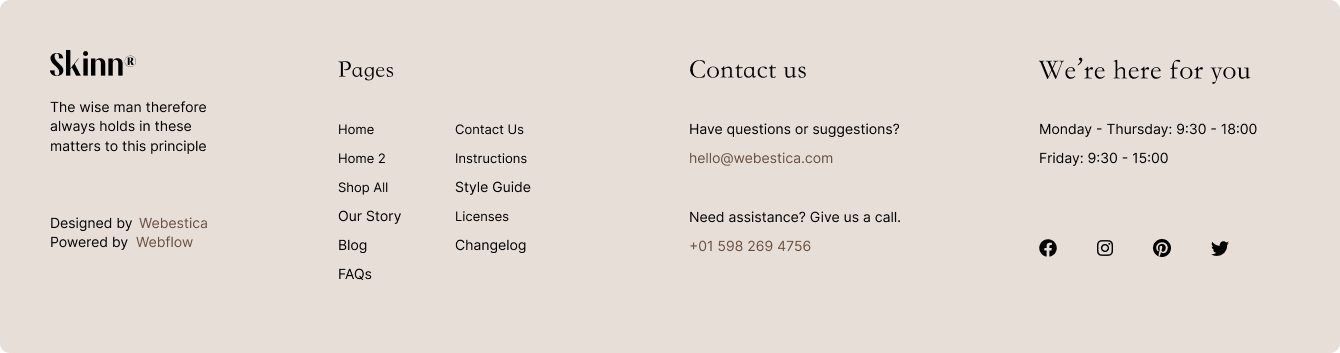 Skinn®
The wise man therefore
always holds in these
matters to this principle
Designed by Webestica
Powered by Webflow
Pages
Home
Home 2
Shop All
Our Story
Blog
FAQs
Contact Us
Instructions
Style Guide
Licenses
Changelog
Contact us
Have questions or suggestions?
hello@webestica.com
Need assistance? Give us a call.
+01 598 269 4756
We’re here for you
Monday - Thursday: 9:30 - 18:00
Friday: 9:30 - 15:00